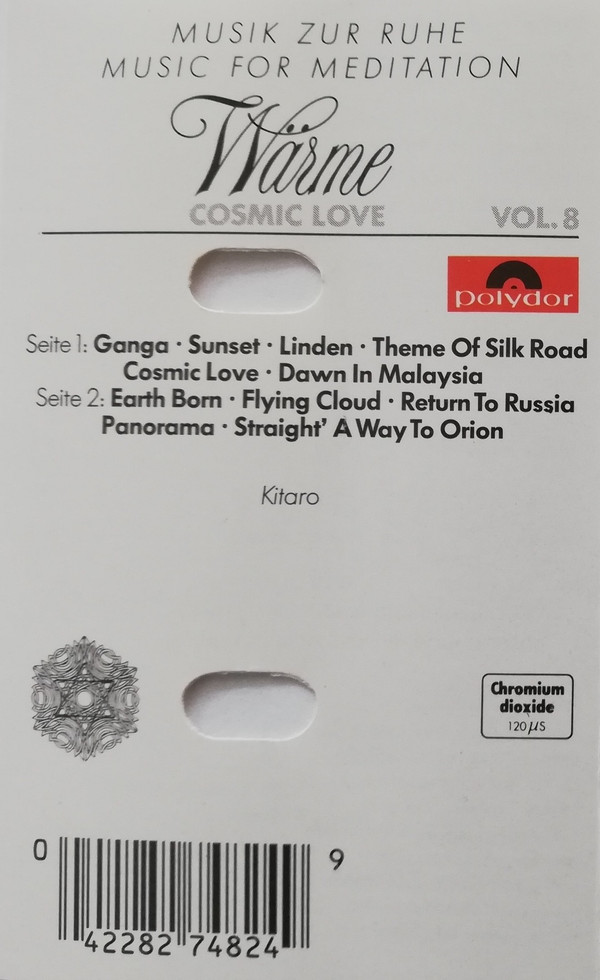 MUSIK ZUR RUHE
MUSIC FOR MEDITATION
Wärme
COSMIC LOVE VOL. 8
polydor
Seite 1: Ganga · Sunset · Linden · Theme Of Silk Road
Cosmic Love · Dawn In Malaysia
Seite 2: Earth Born · Flying Cloud · Return To Russia
Panorama · Straight' A Way To Orion
Kitaro
Chromium
dioxide
120 µS
0 42282 74824 9